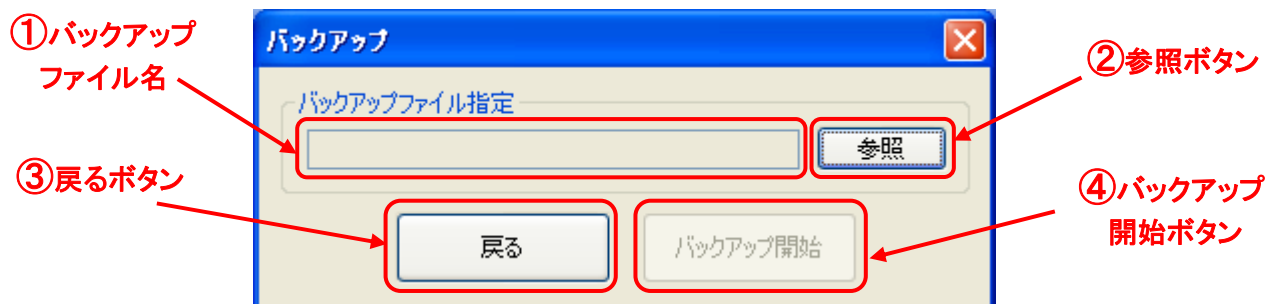 ①バックアップ
ファイル名
バックアップ
②参照ボタン
バックアップファイル指定
参照
③戻るボタン
④バックアップ
開始ボタン
戻る
バックアップ開始